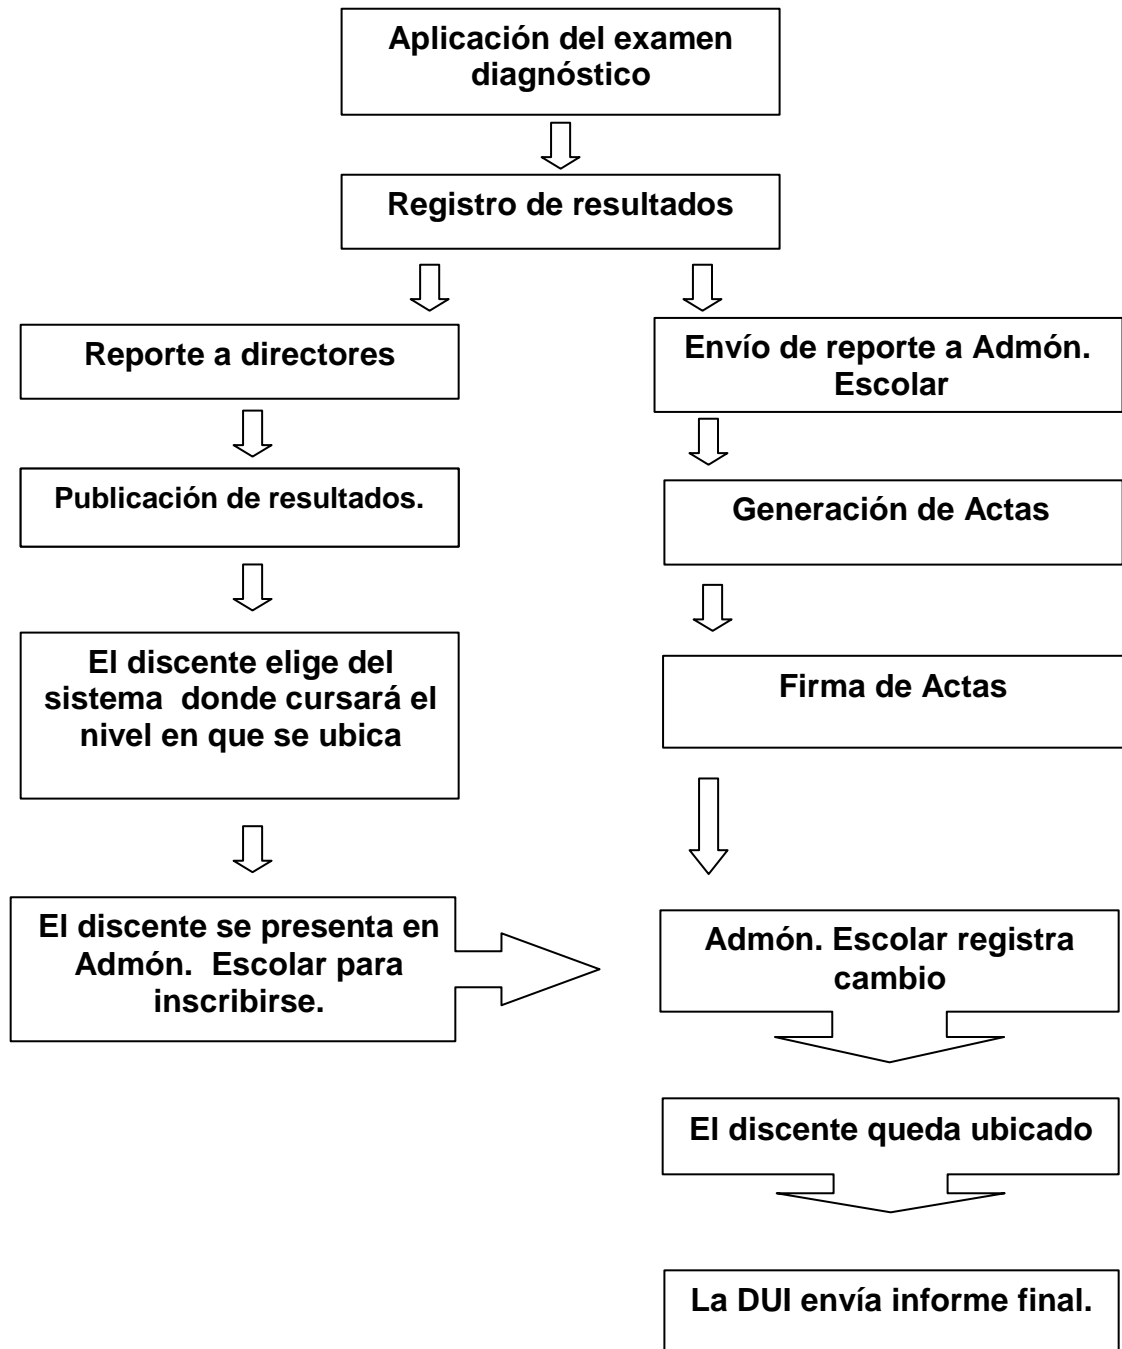 Aplicación del examen
diagnóstico
Registro de resultados
Reporte a directores
Envío de reporte a Admón.
Escolar
Publicación de resultados.
Generación de Actas
El discente elige del
sistema  donde cursará el
nivel en que se ubica
Firma de Actas
El discente se presenta en
Admón.  Escolar para
inscribirse.
Admón. Escolar registra
cambio
El discente queda ubicado
La DUI envía informe final.